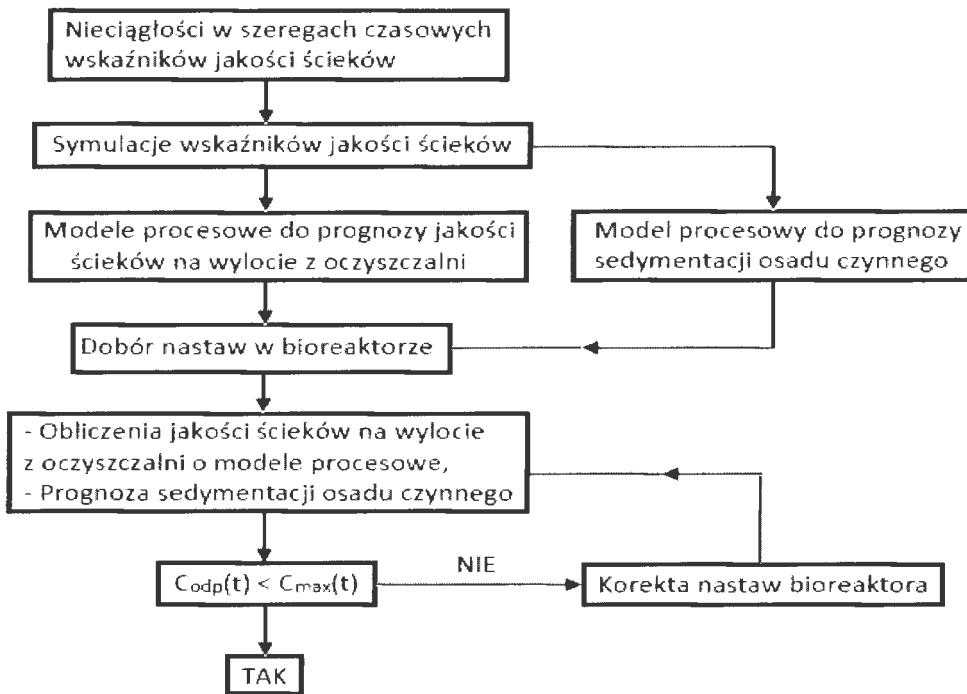 Nieciągłości w szeregach czasowych
wskaźników jakości ścieków
Symulacje wskaźników jakości ścieków
Modele procesowe do prognozy jakości
ścieków na wylocie z oczyszczalni
Model procesowy do prognozy
sedymentacji osadu czynnego
Dobór nastaw w bioreaktorze
- Obliczenia jakości ścieków na wylocie
z oczyszczalni o modele procesowe,
- Prognoza sedymentacji osadu czynnego
Codp(t) < Cmax(t)
NIE
Korekta nastaw bioreaktora
TAK